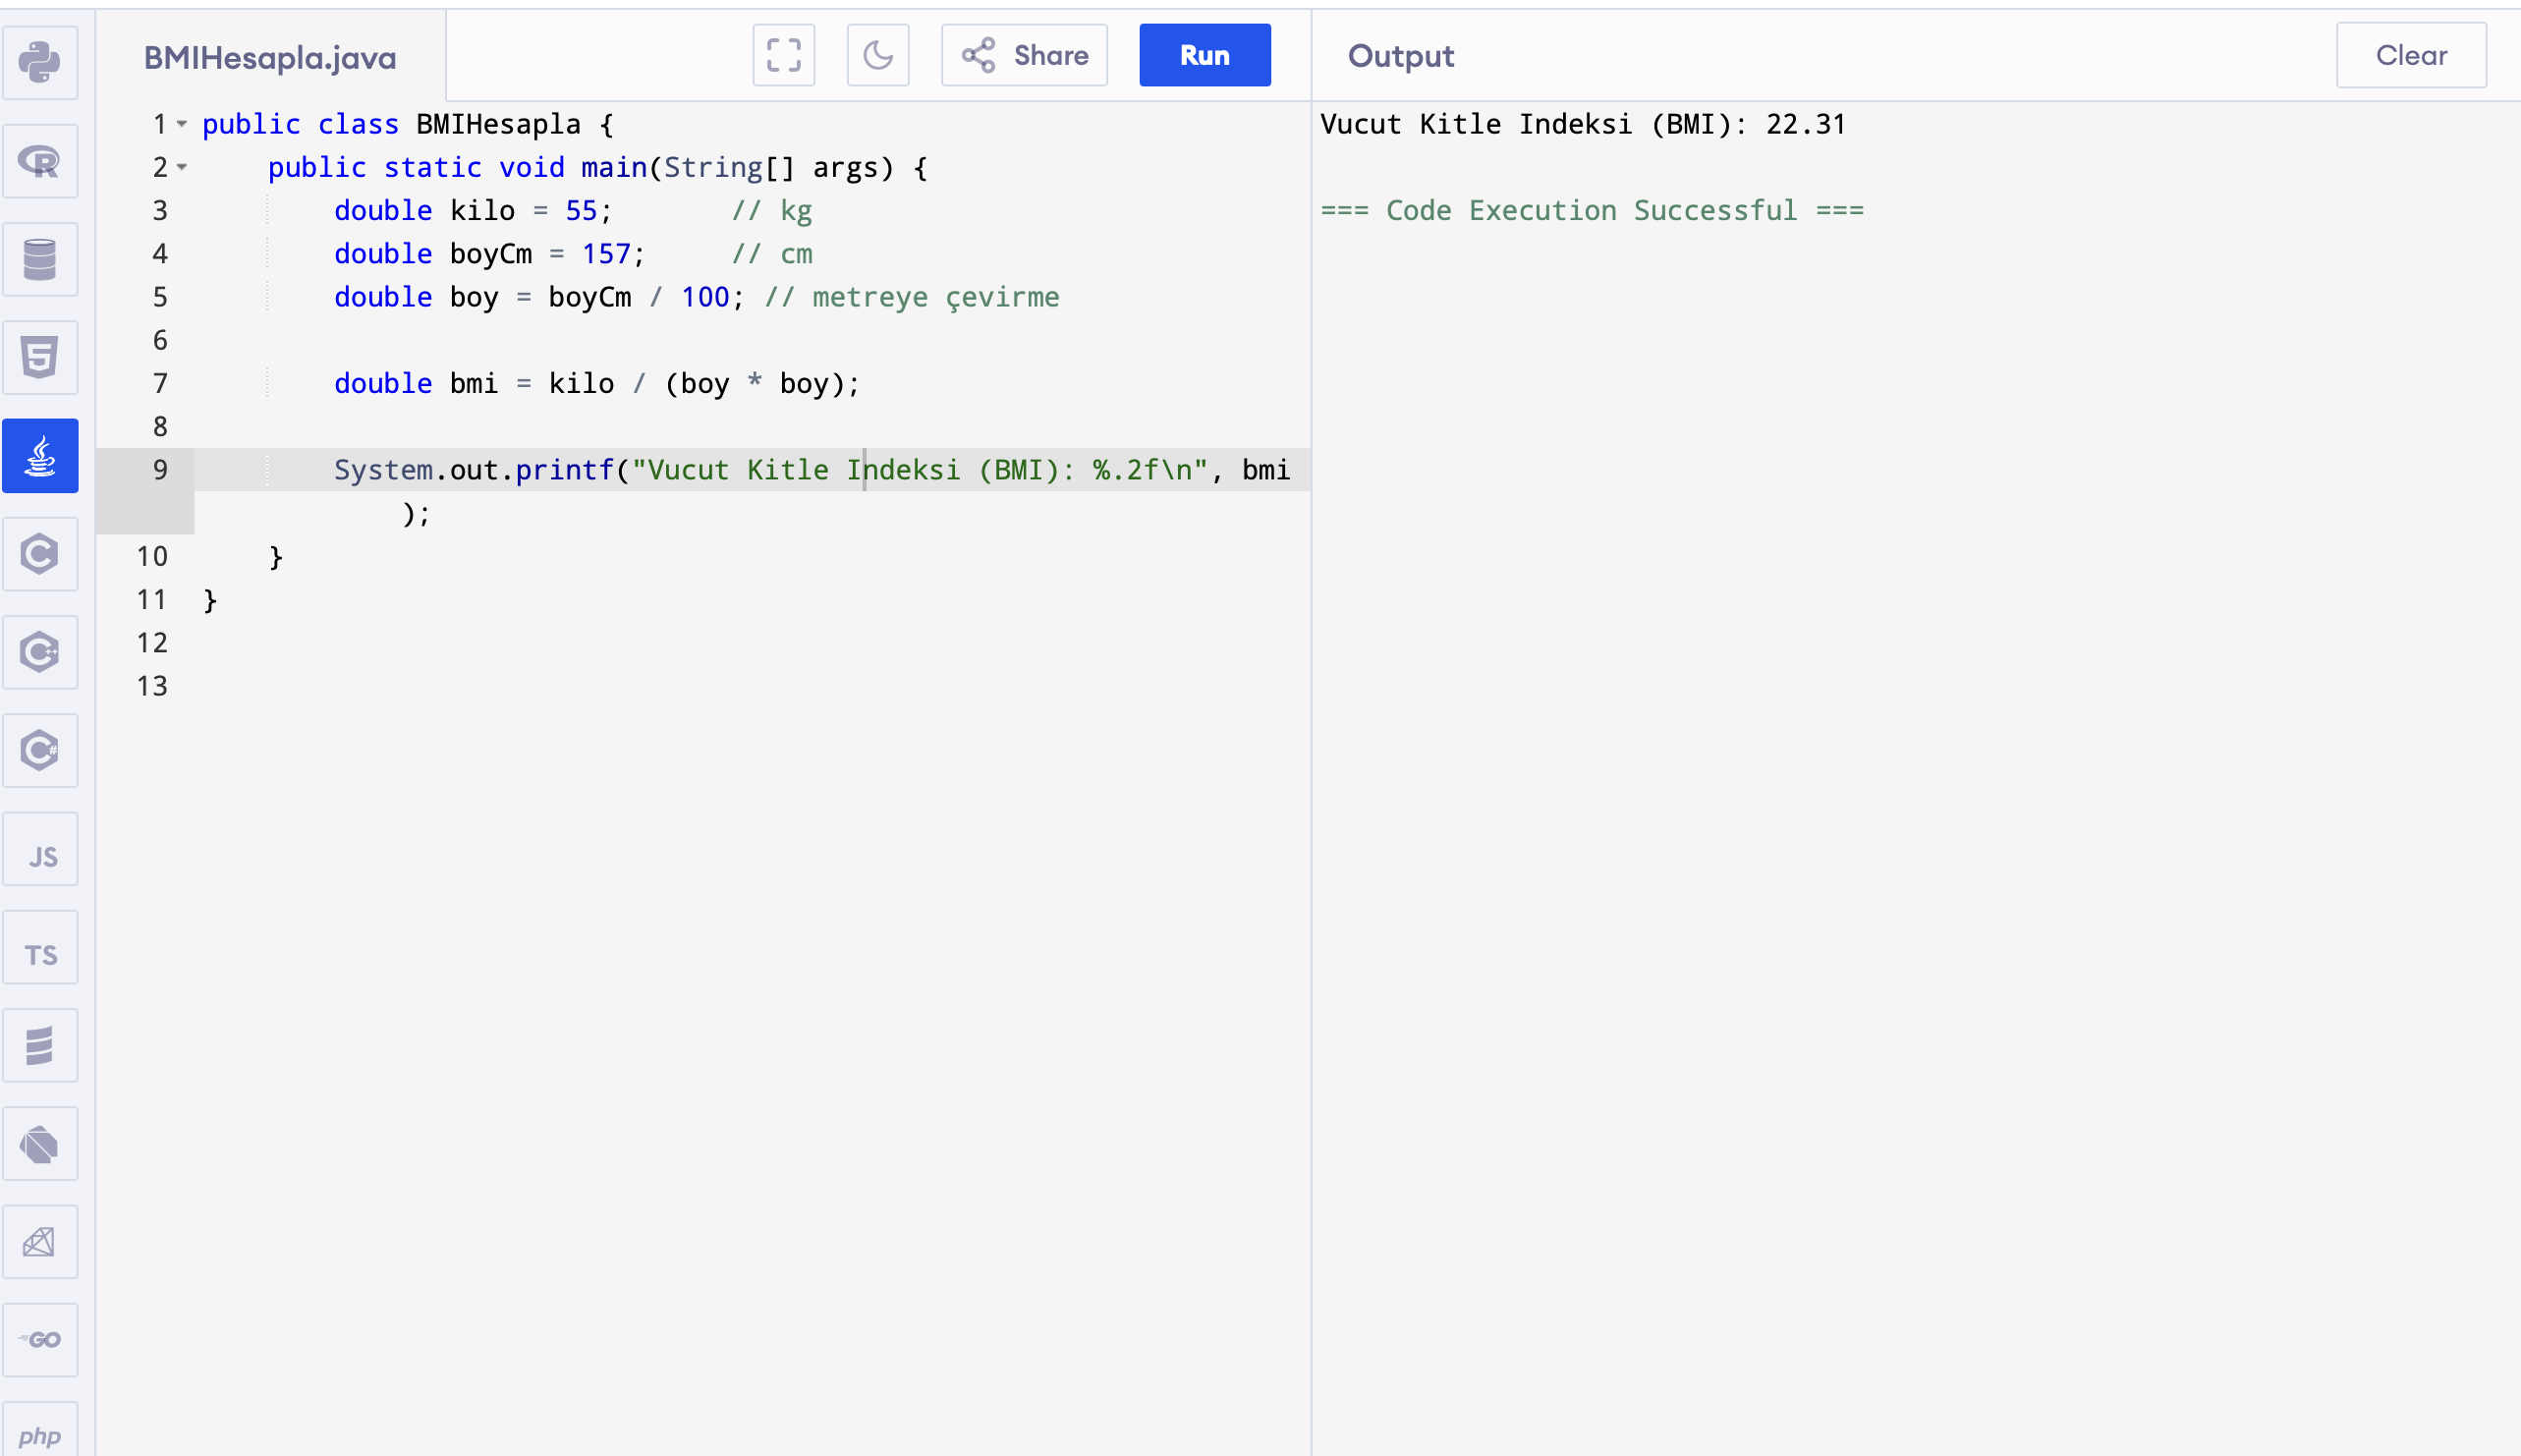 BMIHesapla.java
Share
Run
Output
Clear
1 public class BMIHesapla {
2 public static void main(String[] args) {
3 double kilo = 55; // kg
4 double boyCm = 157; // cm
5 double boy = boyCm / 100; // metreye çevirme
6
7 double bmi = kilo / (boy * boy);
8
9 System.out.printf("Vucut Kitle Indeksi (BMI): %.2f\n", bmi
);
10 }
11 }
12
13
Vucut Kitle Indeksi (BMI): 22.31
=== Code Execution Successful ===
R
5
C
C++
C#
JS
TS
GO
php